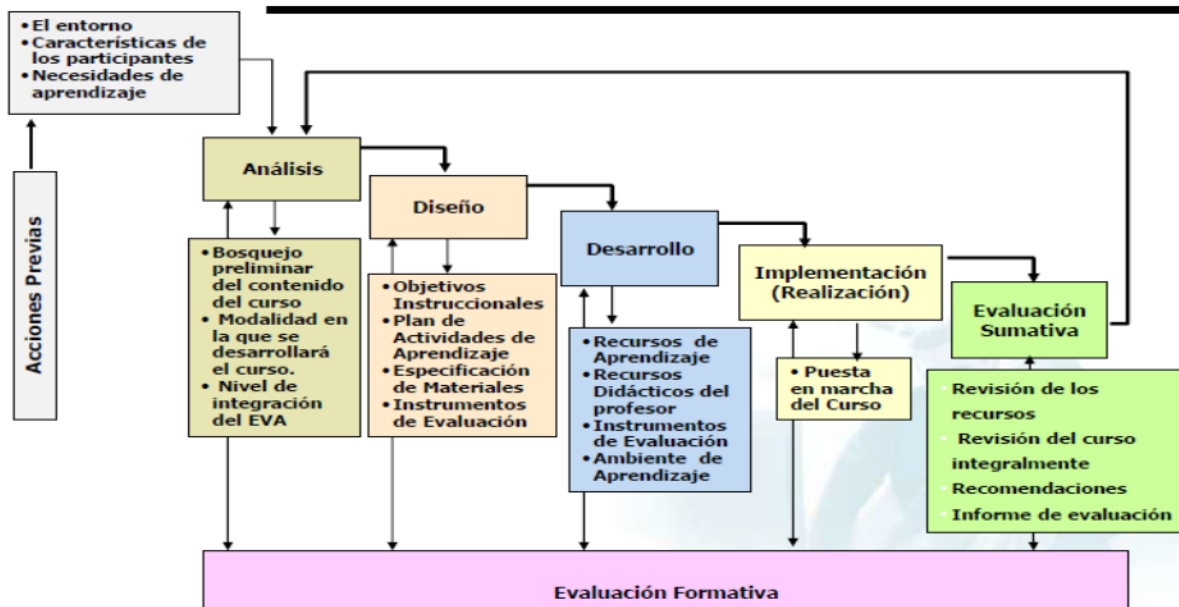 • El entorno
• Características de
los participantes
• Necesidades de
aprendizaje
Acciones Previas
Análisis
• Bosquejo
preliminar
del contenido
del curso
• Modalidad en
la que se
desarrollará
el curso.
• Nivel de
integración
del EVA
Diseño
• Objetivos
Instruccionales
• Plan de
Actividades de
Aprendizaje
• Especificación
de Materiales
• Instrumentos
de Evaluación
Desarrollo
• Recursos de
Aprendizaje
• Recursos
Didácticos del
profesor
• Instrumentos
de Evaluación
• Ambiente de
Aprendizaje
Implementación
(Realización)
• Puesta
en marcha
del Curso
Evaluación
Sumativa
• Revisión de los
recursos
• Revisión del curso
integralmente
• Recomendaciones
• Informe de evaluación
Evaluación Formativa